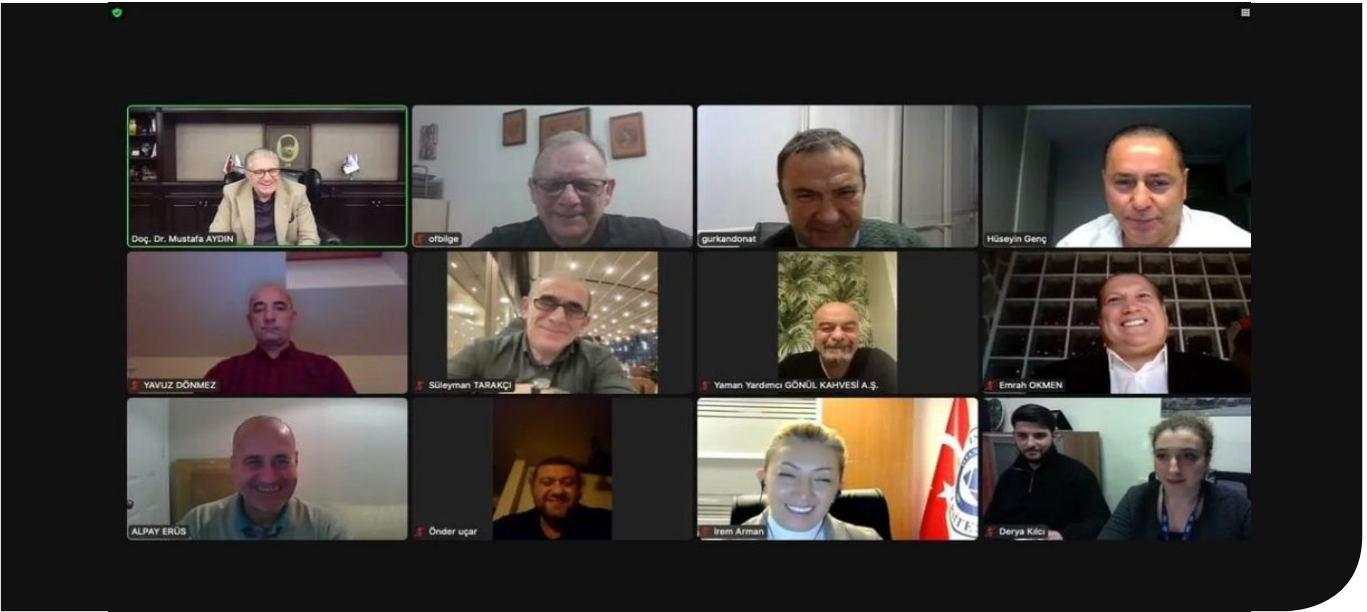 Doç. Dr. Mustafa AYDIN
ofbilge
gurkandonat
Hüseyin Genç
YAVUZ DÖNMEZ
Süleyman TARAKÇI
Yaman Yardımcı GÖNÜL KAHVESİ A.Ş.
Emrah OKMEN
ALPAY ERÜS
Önder uçar
Irem Arman
Derya Kılcı